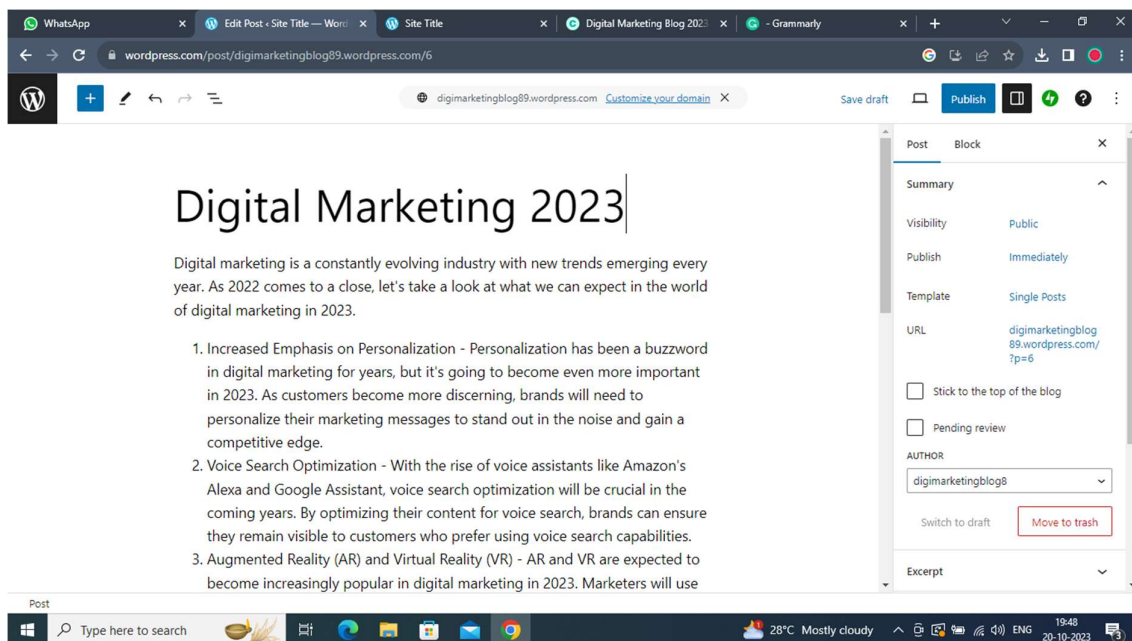 WhatsApp
Edit Post ‹ Site Title — Word
Site Title
Digital Marketing Blog 2023
- Grammarly
wordpress.com/post/digimarketingblog89.wordpress.com/6
digimarketingblog89.wordpress.com Customize your domain
Save draft
Publish
Digital Marketing 2023
Digital marketing is a constantly evolving industry with new trends emerging every
year. As 2022 comes to a close, let's take a look at what we can expect in the world
of digital marketing in 2023.
1. Increased Emphasis on Personalization - Personalization has been a buzzword
in digital marketing for years, but it's going to become even more important
in 2023. As customers become more discerning, brands will need to
personalize their marketing messages to stand out in the noise and gain a
competitive edge.
2. Voice Search Optimization - With the rise of voice assistants like Amazon's
Alexa and Google Assistant, voice search optimization will be crucial in the
coming years. By optimizing their content for voice search, brands can ensure
they remain visible to customers who prefer using voice search capabilities.
3. Augmented Reality (AR) and Virtual Reality (VR) - AR and VR are expected to
become increasingly popular in digital marketing in 2023. Marketers will use
Post Block
Summary
Visibility Public
Publish Immediately
Template Single Posts
URL digimarketingblog
89.wordpress.com/
?p=6
Stick to the top of the blog
Pending review
AUTHOR
digimarketingblog8
Switch to draft Move to trash
Excerpt
Post
Type here to search
28°C Mostly cloudy
ENG
19:48
20-10-2023
3